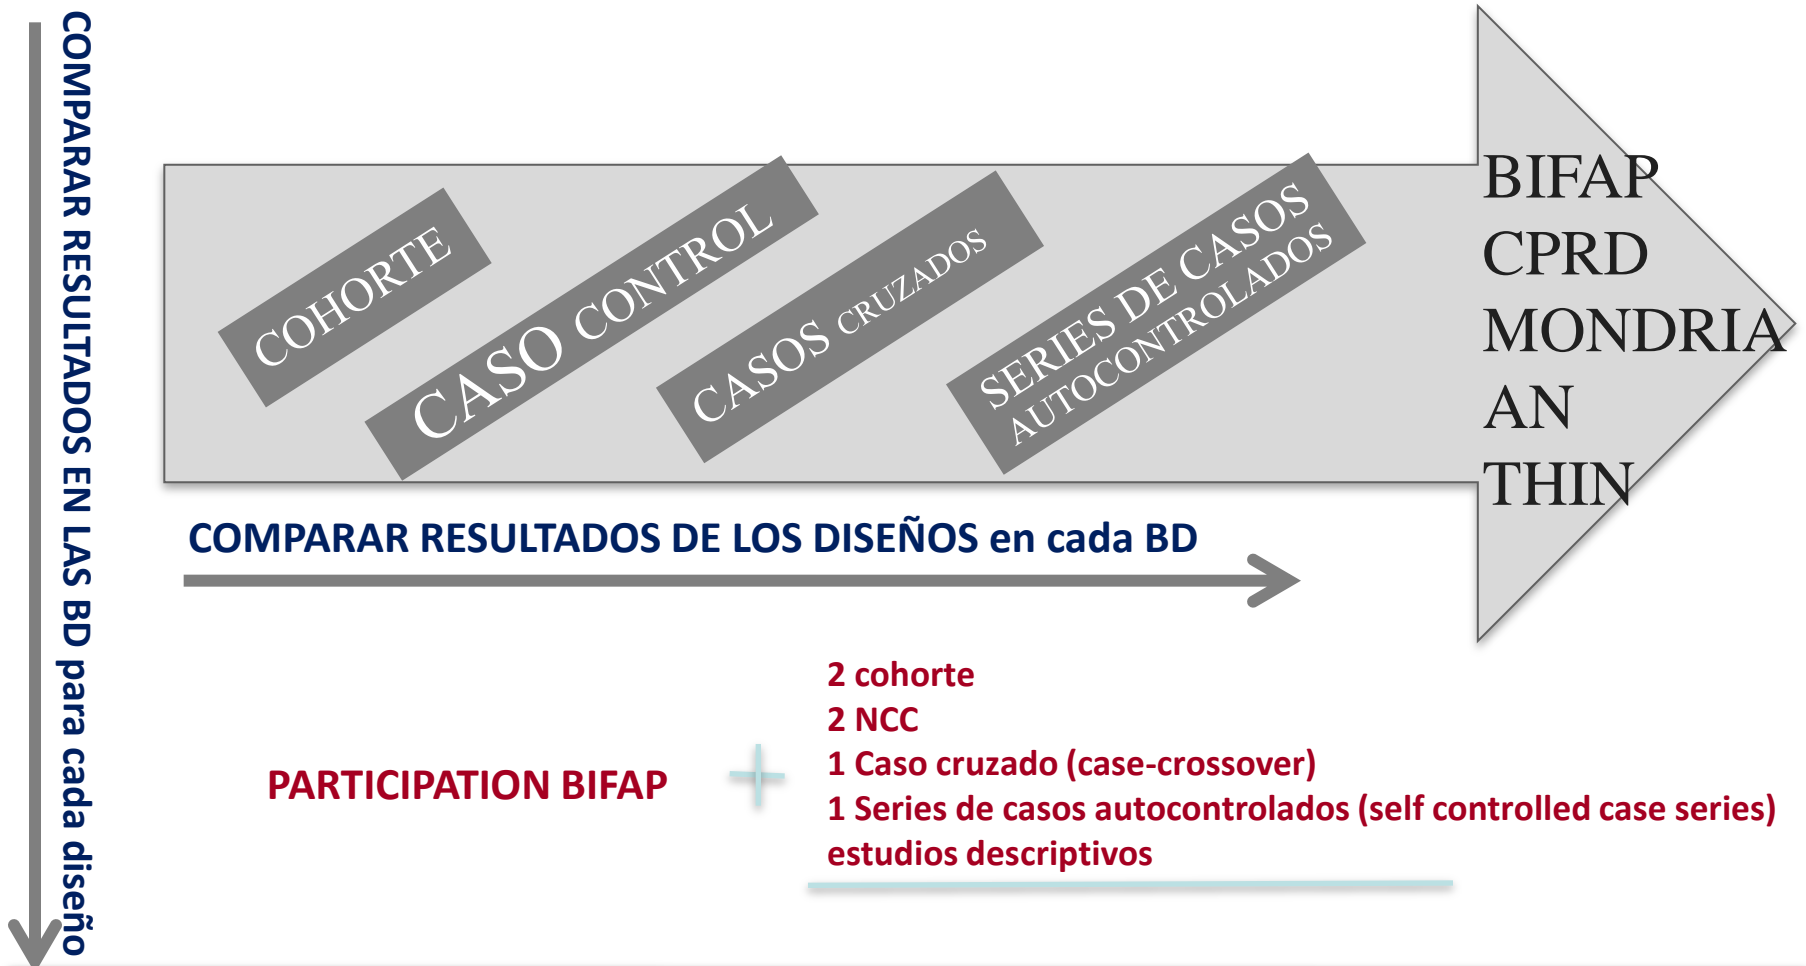 COMPARAR RESULTADOS EN LAS BD para cada diseño
COHORTE
CASO CONTROL
CASOS CRUZADOS
SERIES DE CASOS
AUTOCONTROLADOS
BIFAP
CPRD
MONDRIA
AN
THIN
COMPARAR RESULTADOS DE LOS DISEÑOS en cada BD
PARTICIPATION BIFAP
2 cohorte
2 NCC
1 Caso cruzado (case-crossover)
1 Series de casos autocontrolados (self controlled case series)
estudios descriptivos